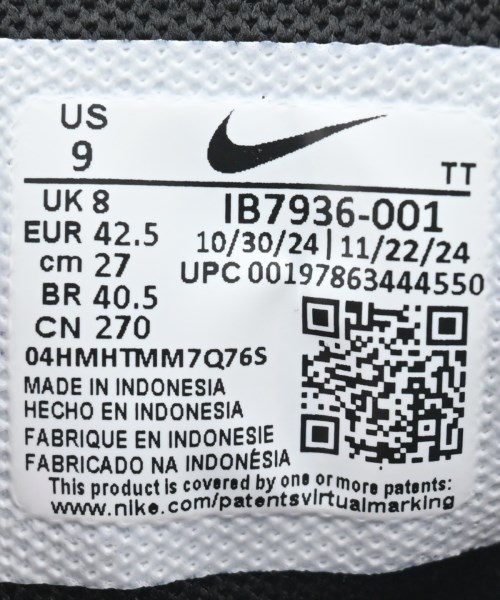 US
9
TT
UK 8
EUR 42.5
cm 27
BR 40.5
CN 270
IB7936-001
10/30/24 | 11/22/24
UPC 00197863444550
04HMHTMM7Q76S
MADE IN INDONESIA
HECHO EN INDONESIA
FABRIQUE EN INDONESIE
FABRICADO NA INDONÉSIA
This product is covered by one or more patents:
www.nike.com/patentsvirtualmarking